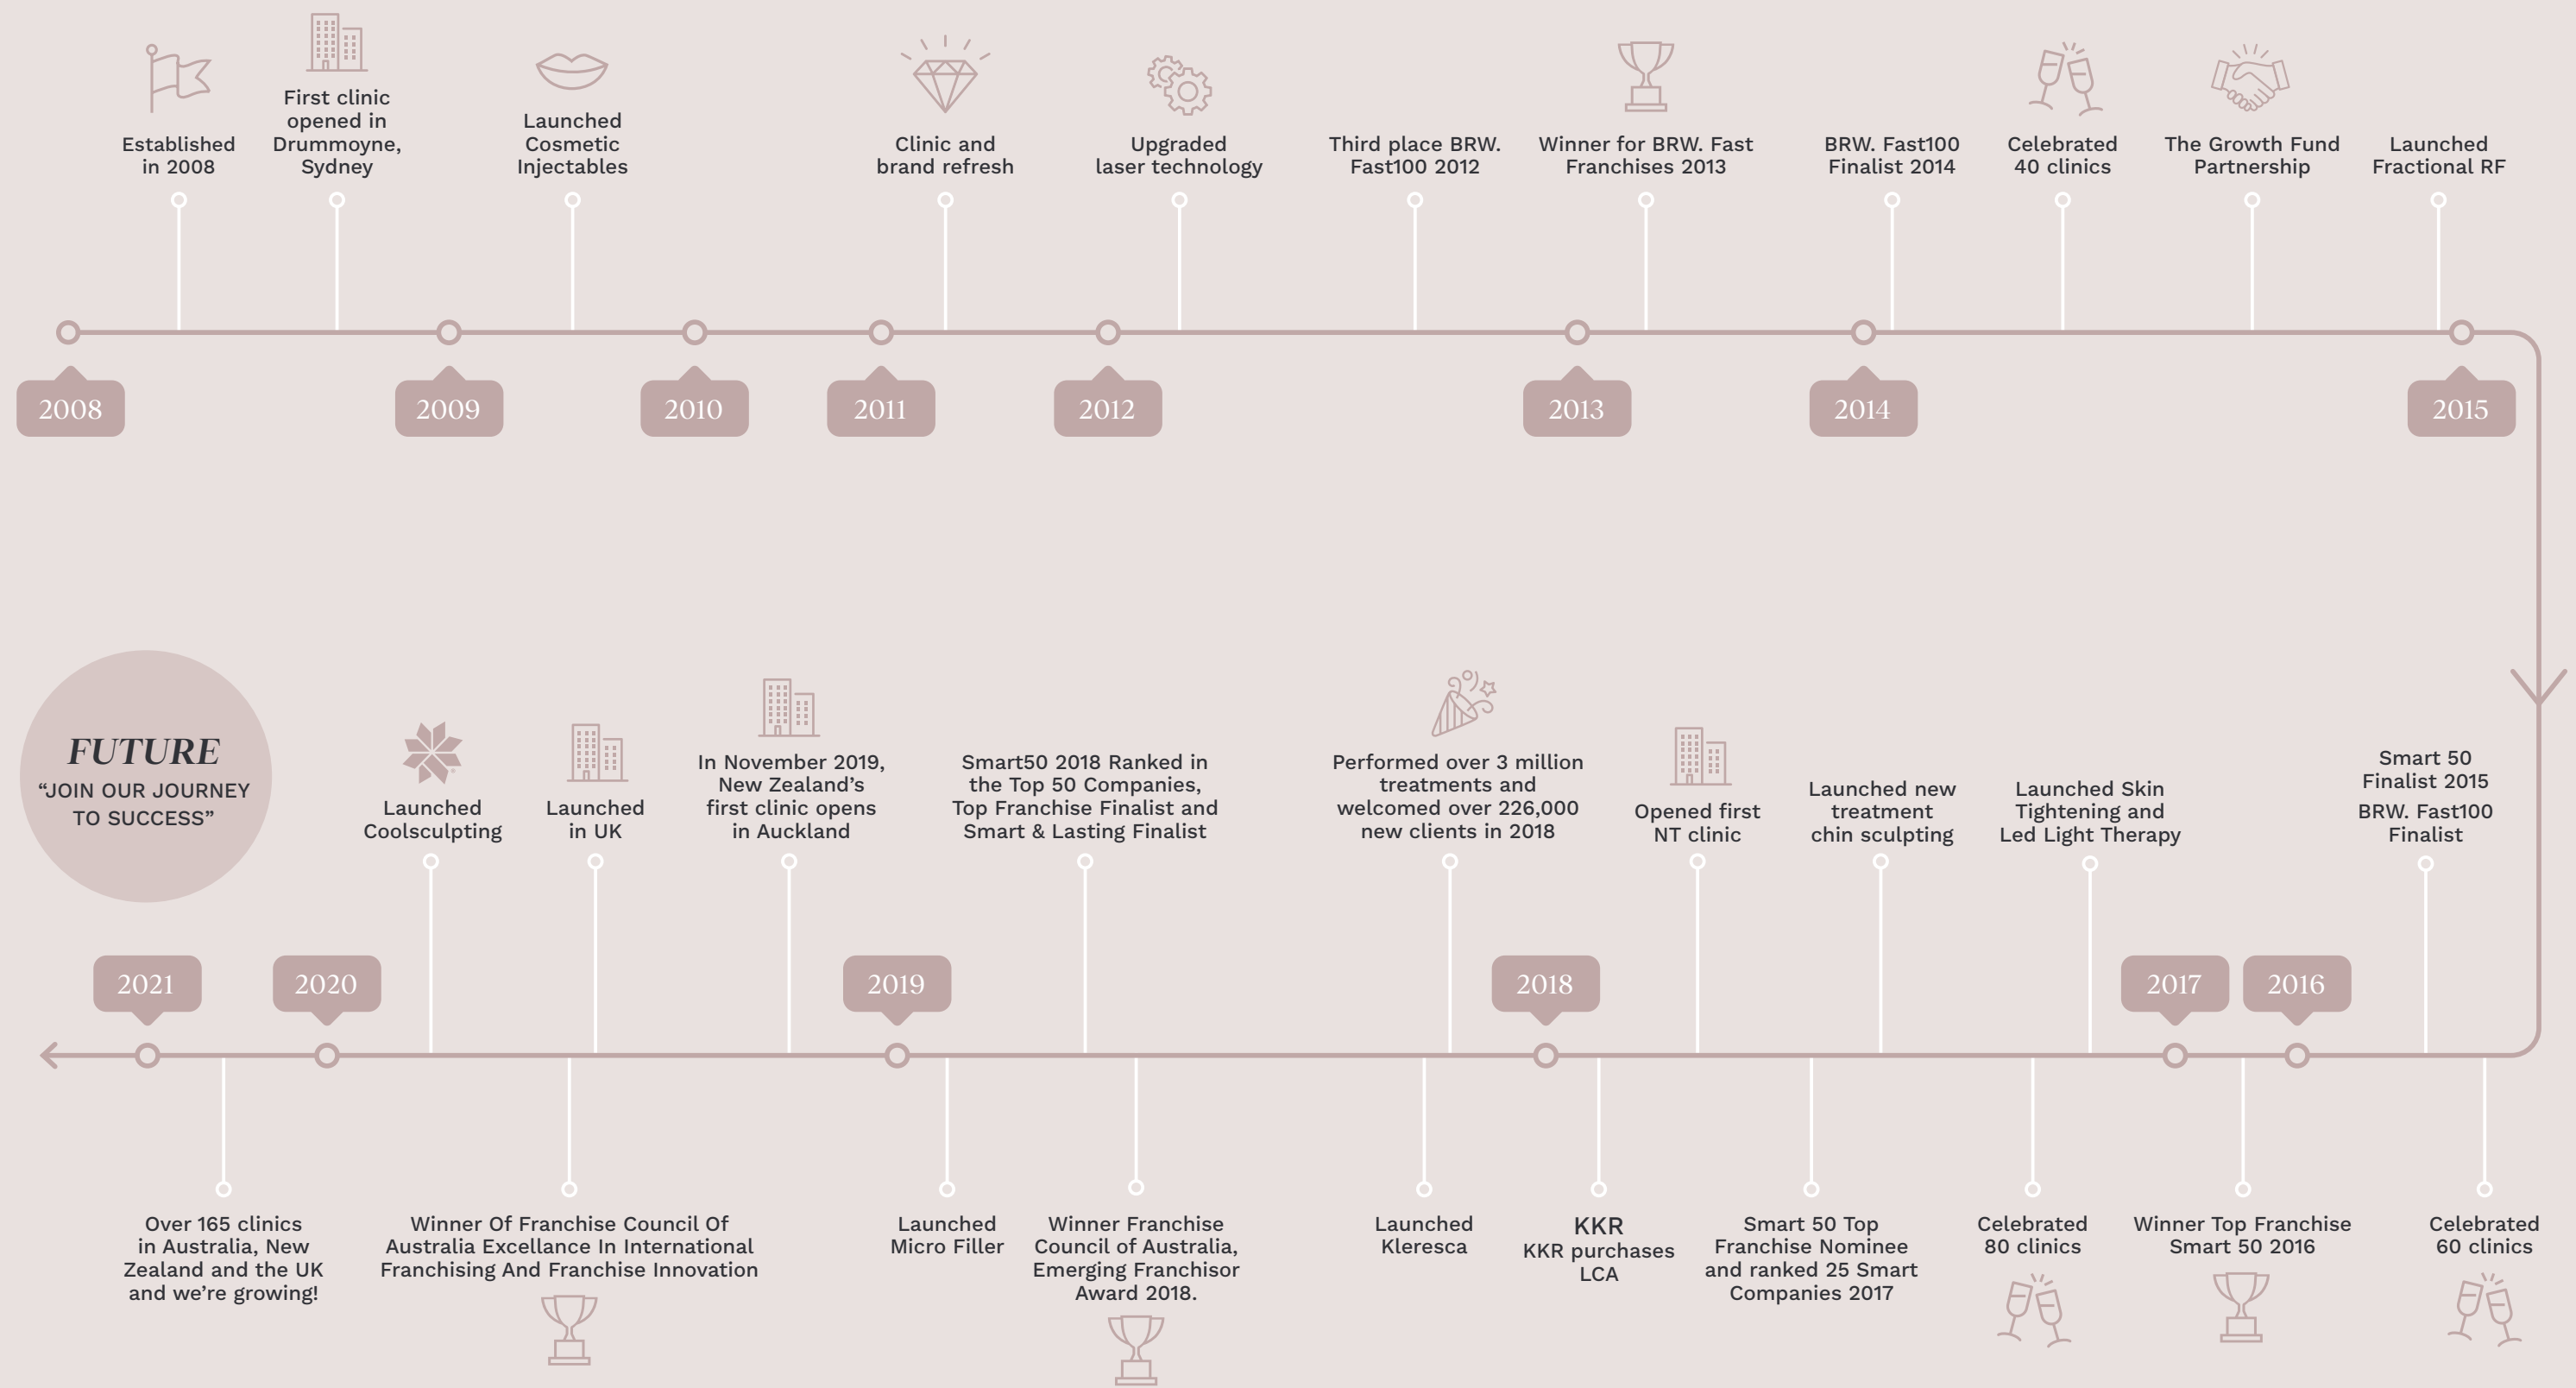 Established
in 2008
First clinic
opened in
Drummoyne,
Sydney
Launched
Cosmetic
Injectables
Clinic and
brand refresh
Upgraded
laser technology
Third place BRW.
Fast100 2012
Winner for BRW. Fast
Franchises 2013
BRW. Fast100
Finalist 2014
Celebrated
40 clinics
The Growth Fund
Partnership
Launched
Fractional RF
2008
2009
2010
2011
2012
2013
2014
2015
FUTURE
“JOIN OUR JOURNEY
TO SUCCESS”
Launched
Coolsculpting
Launched
in UK
In November 2019,
New Zealand’s
first clinic opens
in Auckland
Smart50 2018 Ranked in
the Top 50 Companies,
Top Franchise Finalist and
Smart & Lasting Finalist
Performed over 3 million
treatments and
welcomed over 226,000
new clients in 2018
Opened first
NT clinic
Launched new
treatment
chin sculpting
Launched Skin
Tightening and
Led Light Therapy
Smart 50
Finalist 2015
BRW. Fast100
Finalist
2021
2020
2019
2018
2017
2016
Over 165 clinics
in Australia, New
Zealand and the UK
and we’re growing!
Winner Of Franchise Council Of
Australia Excellance In International
Franchising And Franchise Innovation
Launched
Micro Filler
Winner Franchise
Council of Australia,
Emerging Franchisor
Award 2018.
Launched
Kleresca
KKR
KKR purchases
LCA
Smart 50 Top
Franchise Nominee
and ranked 25 Smart
Companies 2017
Celebrated
80 clinics
Winner Top Franchise
Smart 50 2016
Celebrated
60 clinics